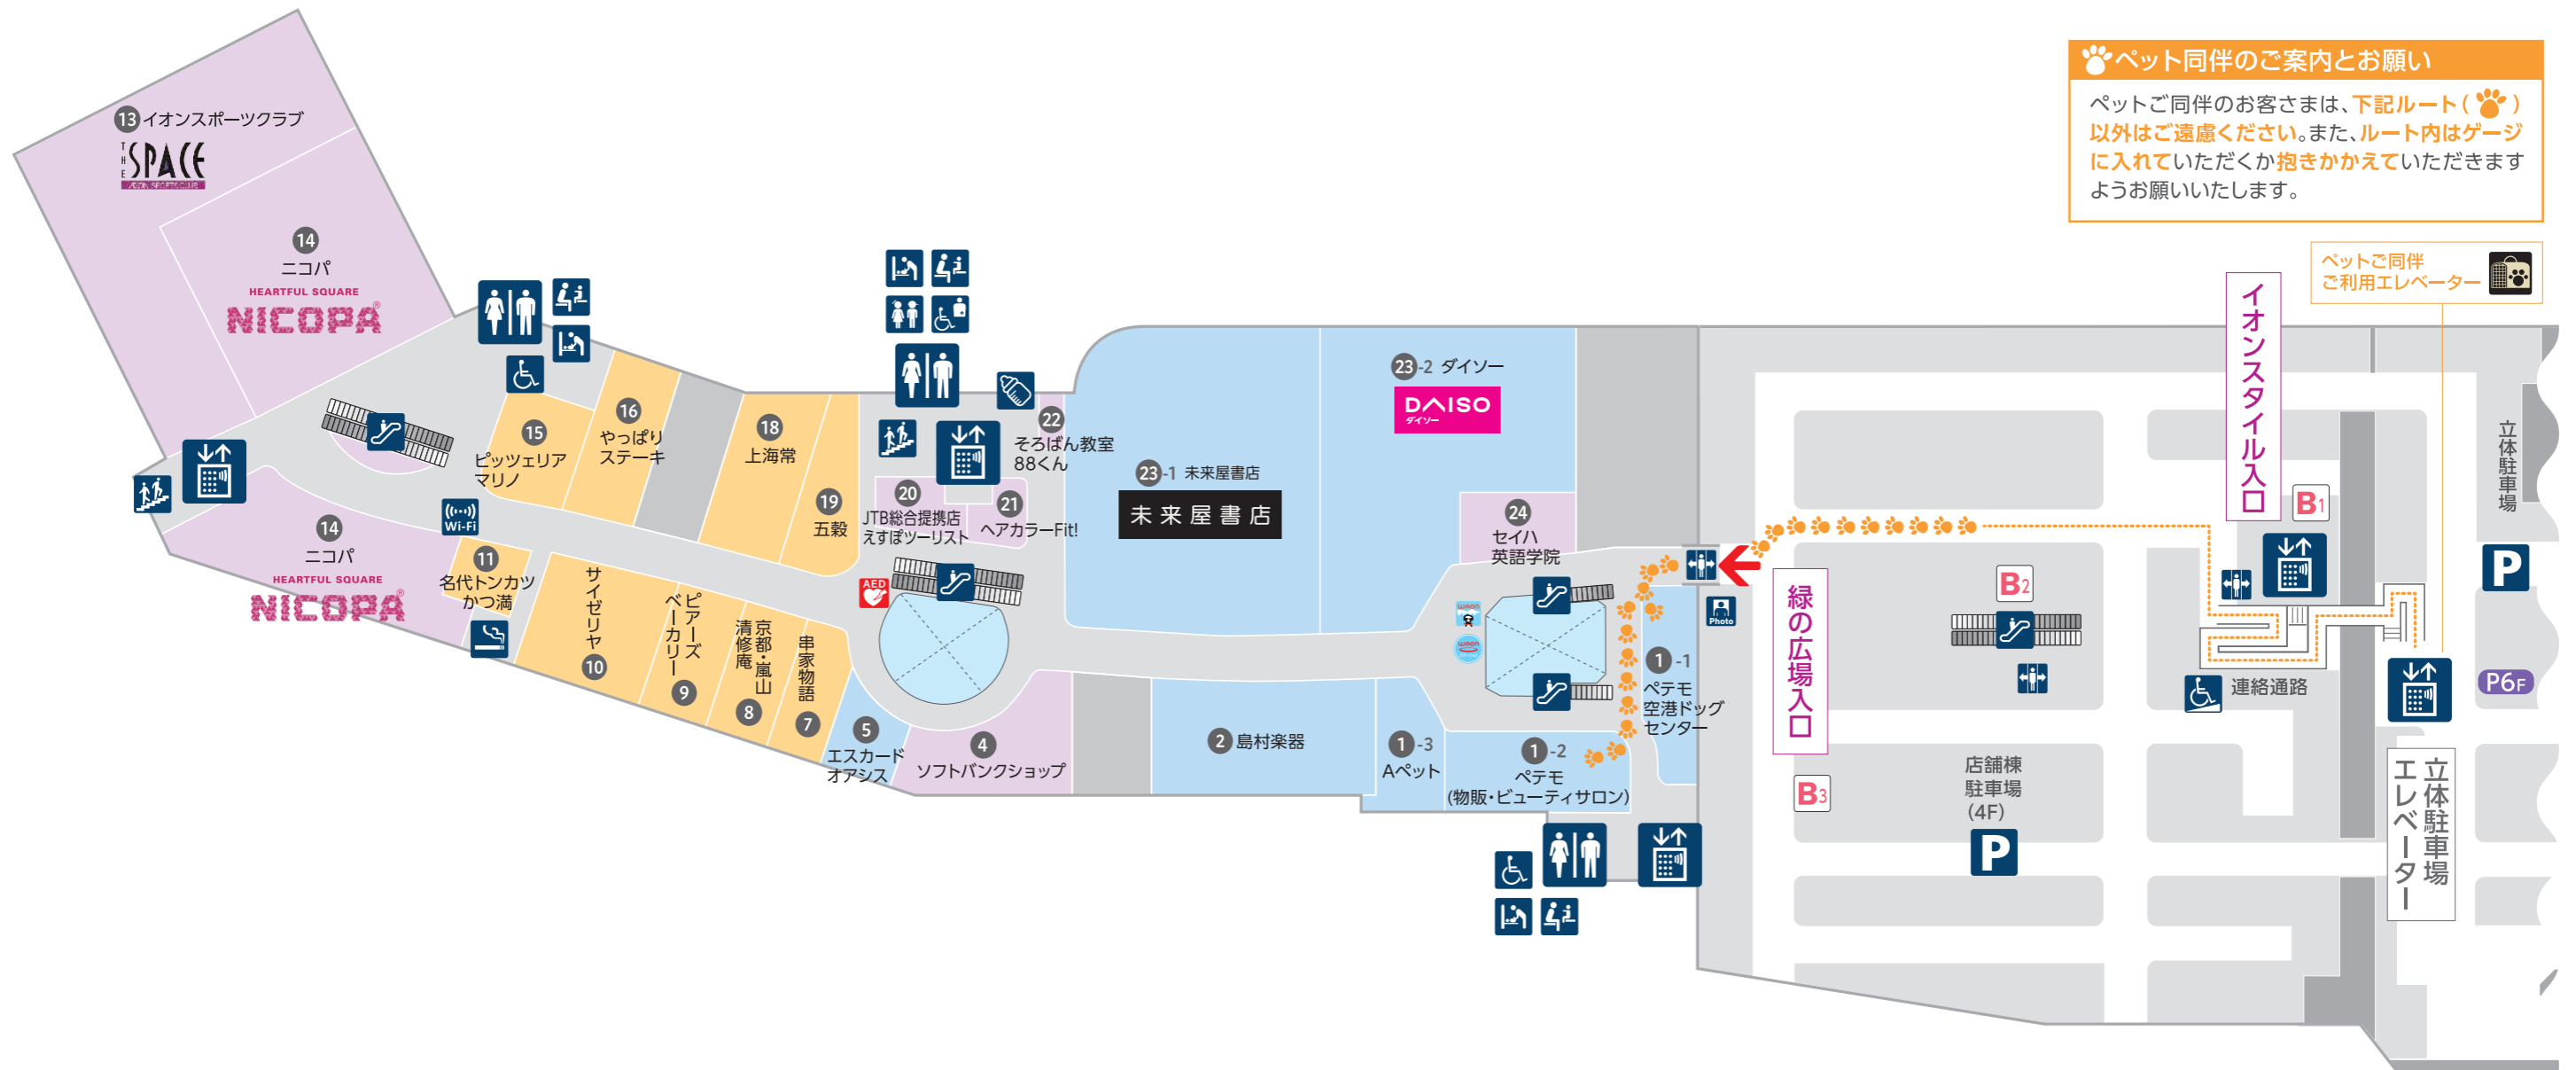 ペット同伴のご案内とお願い
ペットご同伴のお客さまは、下記ルート( )
以外はご遠慮ください。また、ルート内はゲージ
に入れていただくか抱きかかえていただきます
ようお願いいたします。
ペットご同伴
ご利用エレベーター
13 イオンスポーツクラブ
THE SPACE
AEON SPORTS CLUB
14
ニコパ
HEARTFUL SQUARE
NICOPA®
14
ニコパ
HEARTFUL SQUARE
NICOPA®
Wi-Fi
15
ピッツェリア
マリノ
16
やっぱり
ステーキ
18
上海常
19
五穀
20
JTB総合提携店
えすぽツーリスト
21
ヘアカラーFit!
22
そろばん教室
88くん
23-1 未来屋書店
未来屋書店
23-2 ダイソー
DAISO
ダイソー
24
セイハ
英語学院
11
名代トンカツ
かつ満
サイゼリヤ
10
ピアーズ
ベーカリー
9
京都・嵐山
清修庵
8
串家物語
7
AED
5
エスカード
オアシス
4
ソフトバンクショップ
2 島村楽器
1-3
Aペット
1-2
ペテモ
(物販・ビューティサロン)
1-1
ペテモ
空港ドッグ
センター
WAON
WAON
Photo
緑の広場入口
イオンスタイル入口
B1
B2
B3
連絡通路
店舗棟
駐車場
(4F)
P
立体駐車場
P
P6F
立体駐車場
エレベーター